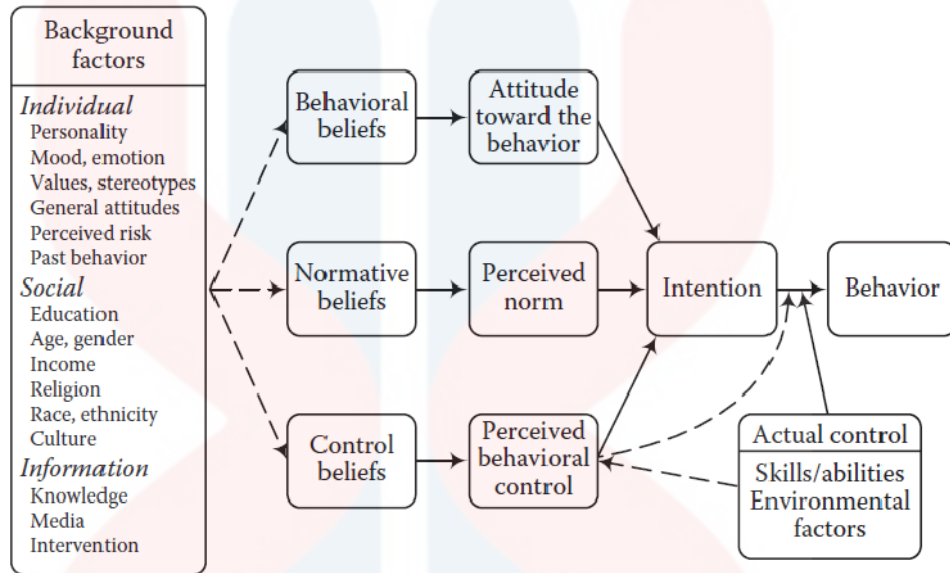 Background
factors
Individual
Personality
Mood, emotion
Values, stereotypes
General attitudes
Perceived risk
Past behavior
Social
Education
Age, gender
Income
Religion
Race, ethnicity
Culture
Information
Knowledge
Media
Intervention
Behavioral
beliefs
Attitude
toward the
behavior
Normative
beliefs
Perceived
norm
Intention
Behavior
Control
beliefs
Perceived
behavioral
control
Actual control
Skills/abilities
Environmental
factors